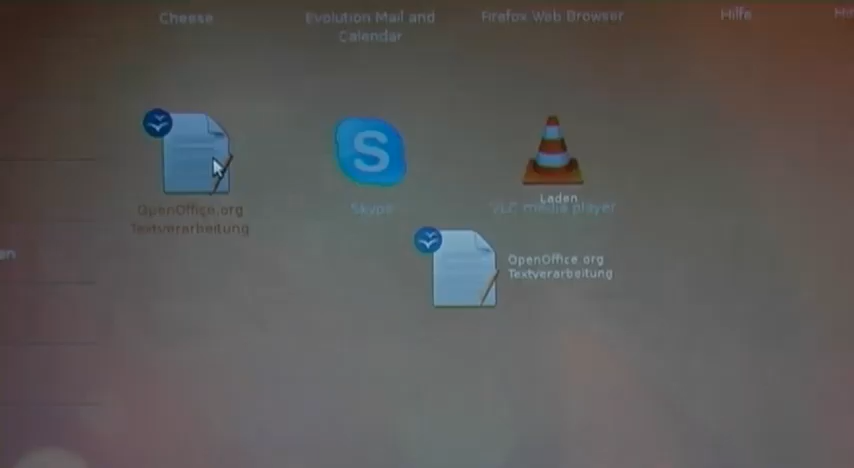 Cheese
Evolution Mail and
Calendar
Firefox Web Browser
Hilfe
OpenOffice.org
Textverarbeitung
S
Skype
Laden
VLC media player
en
OpenOffice.org
Textverarbeitung